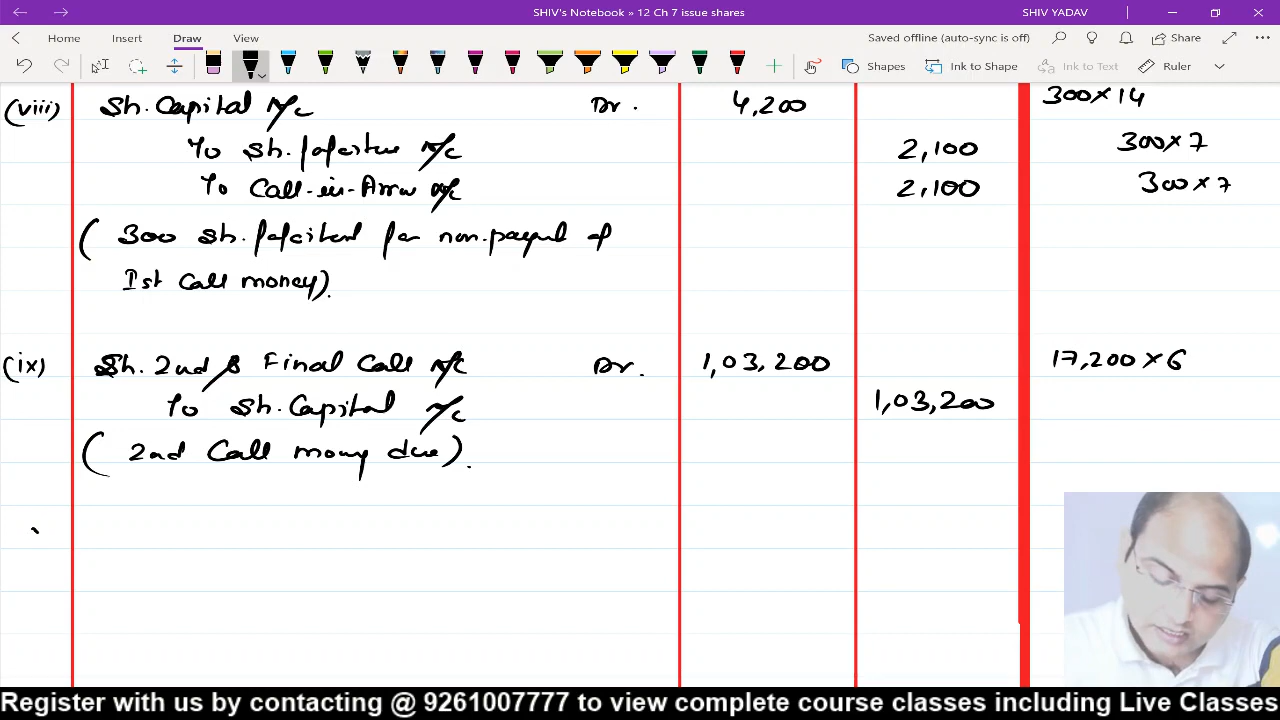 SHIV's Notebook » 12 Ch 7 issue shares
SHIV YADAV
Home Insert Draw View
Saved offline (auto-sync is off)
Share
Shapes
Ink to Shape
Ink to Text
Ruler
(viii) Sh. Capital A/c Dr. 4,200 300 × 14
To Sh. forfeiture A/c 2,100 300 × 7
To Call-in-Arrear A/c 2,100 300 × 7
( 300 Sh. forfeited for non-payment of
1st Call money).
(ix) Sh. 2nd & Final Call A/c Dr. 1,03,200 17,200 × 6
To Sh. Capital A/c 1,03,200
( 2nd Call money due).
Register with us by contacting @ 9261007777 to view complete course classes including Live Classes